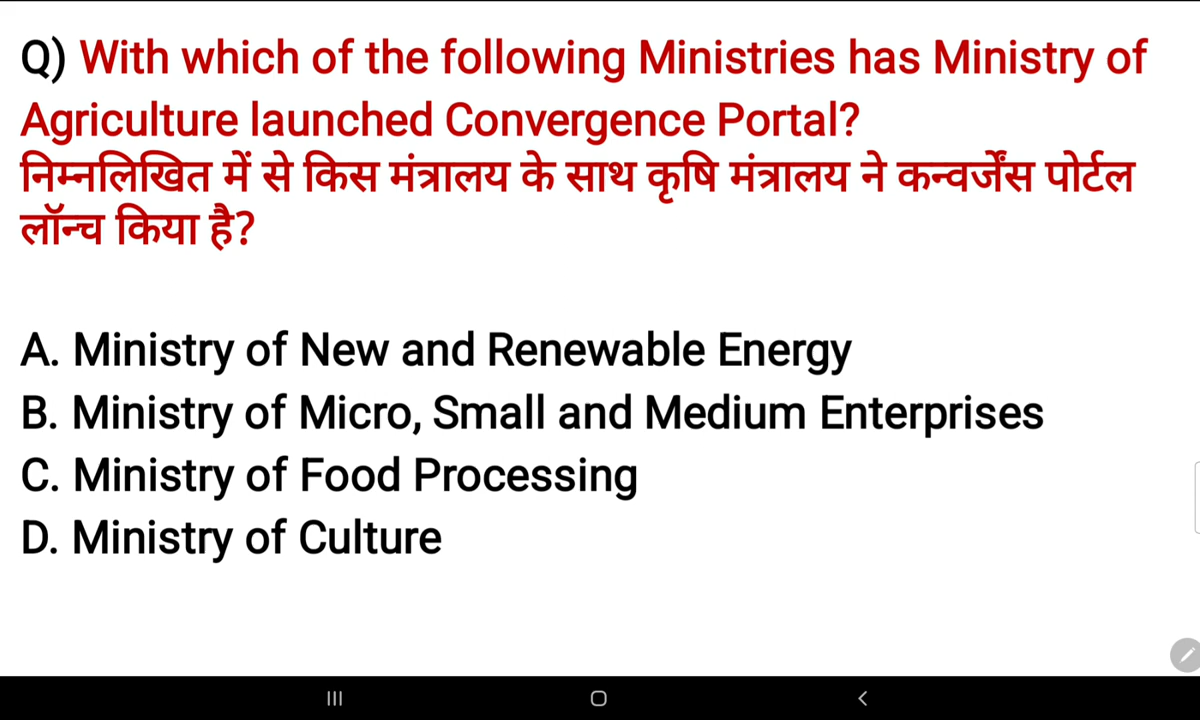 Q) With which of the following Ministries has Ministry of
Agriculture launched Convergence Portal?
निम्नलिखित में से किस मंत्रालय के साथ कृषि मंत्रालय ने कन्वर्जेंस पोर्टल
लॉन्च किया है?
A. Ministry of New and Renewable Energy
B. Ministry of Micro, Small and Medium Enterprises
C. Ministry of Food Processing
D. Ministry of Culture